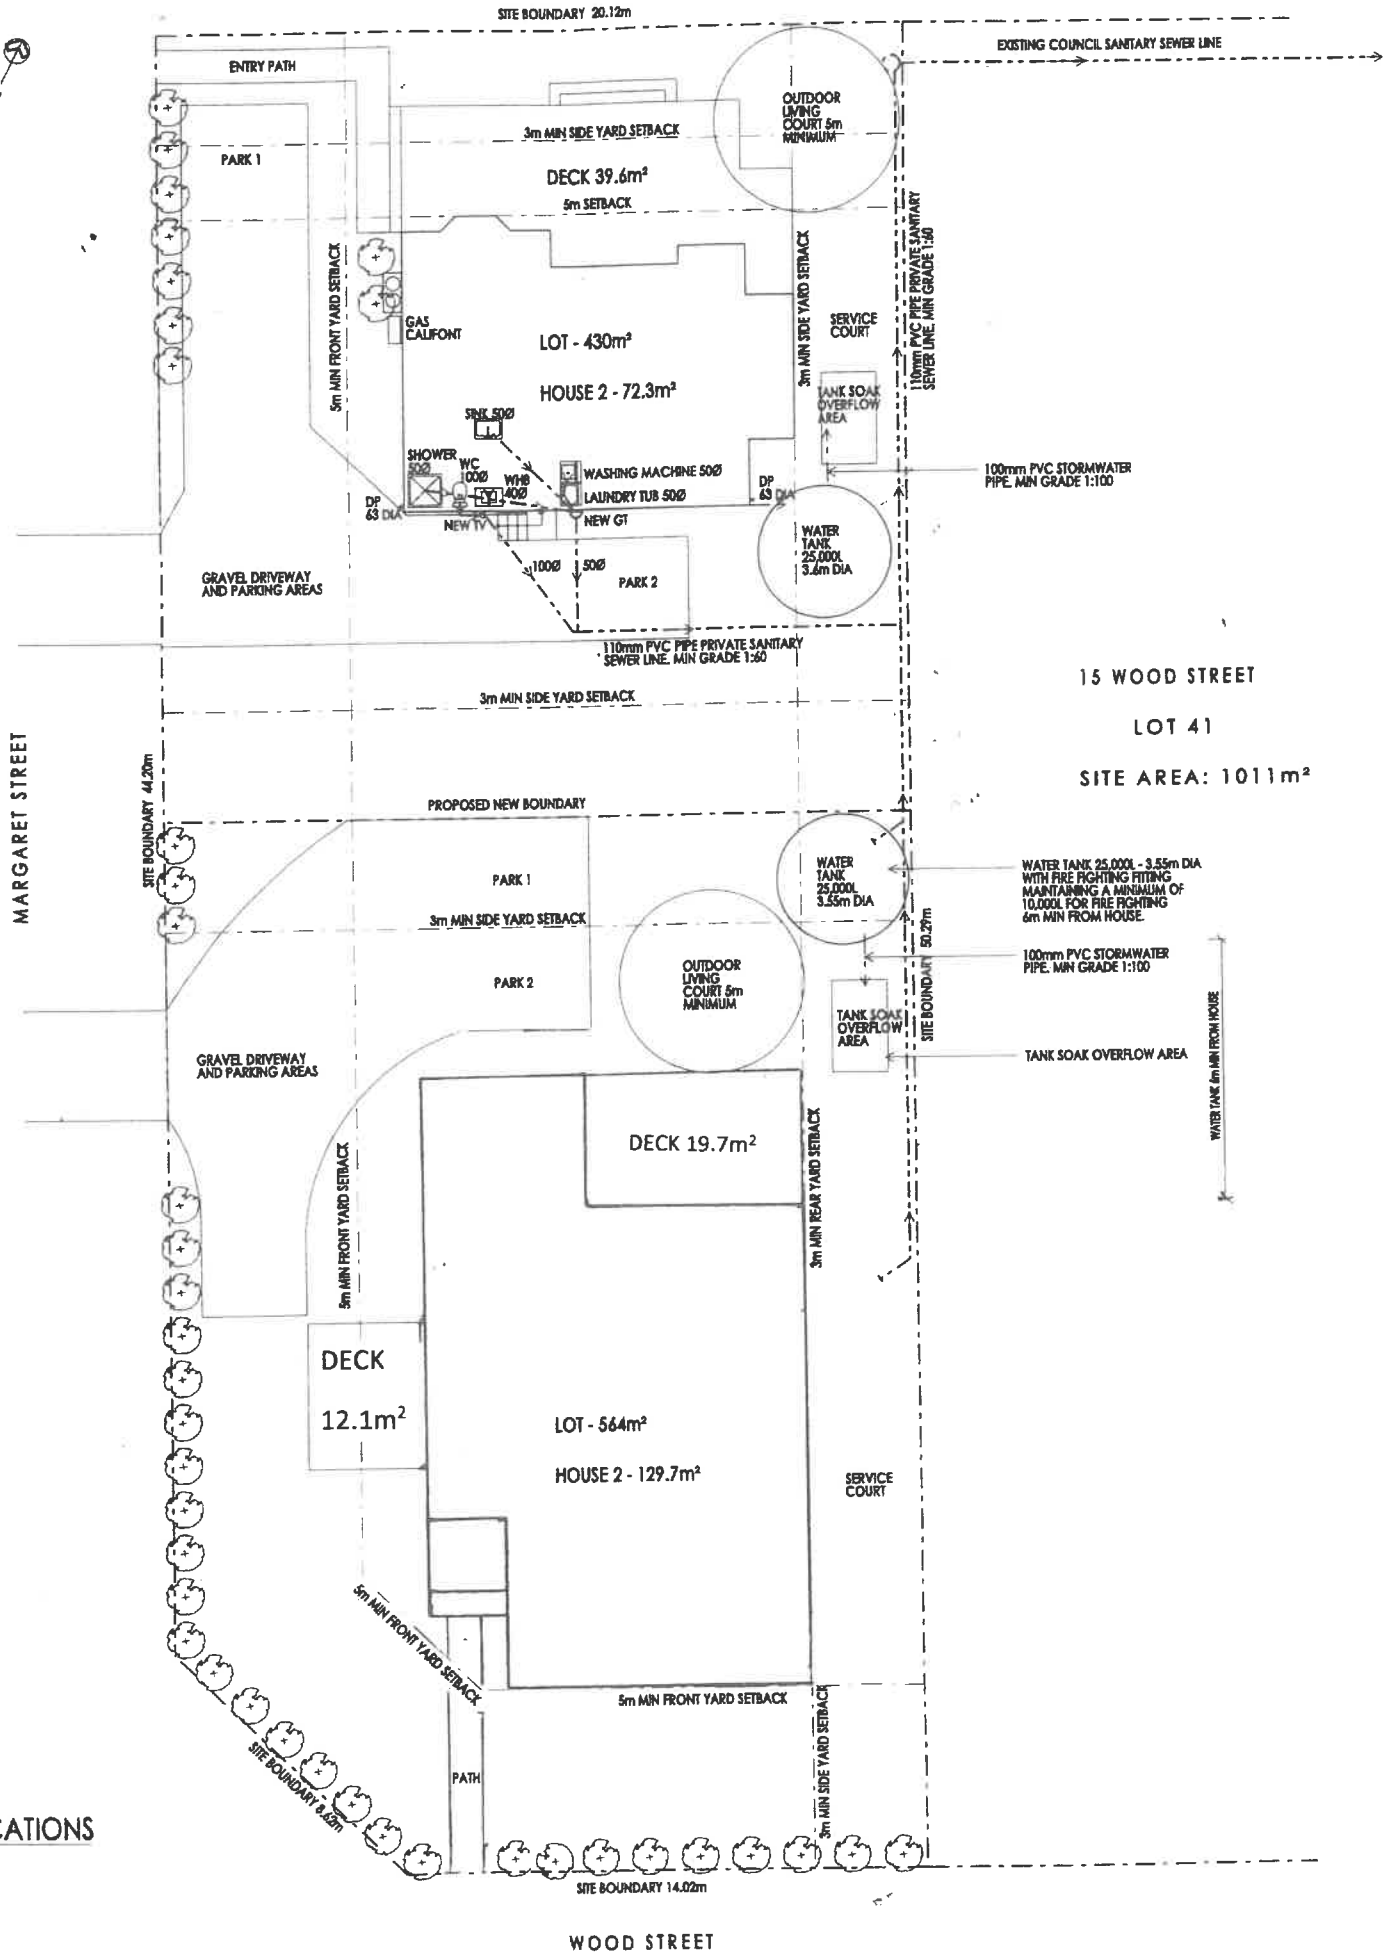 SITE BOUNDARY 20.12m
EXISTING COUNCIL SANITARY SEWER LINE
ENTRY PATH
OUTDOOR
LIVING
COURT 5m
MINIMUM
3m MIN SIDE YARD SETBACK
PARK 1
DECK 39.6m²
5m SETBACK
110mm PVC PIPE PRIVATE SANITARY
SEWER LINE. MIN GRADE 1:60
5m MIN FRONT YARD SETBACK
3m MIN SIDE YARD SETBACK
GAS
CALIFONT
SERVICE
COURT
LOT - 430m²
HOUSE 2 - 72.3m²
TANK SOAK
OVERFLOW
AREA
SINK 50Ø
SHOWER
50Ø
WC
00Ø
WHB
40Ø
WASHING MACHINE 50Ø
LAUNDRY TUB 50Ø
100mm PVC STORMWATER
PIPE. MIN GRADE 1:100
DP
63 DIA
DP
63 DIA
NEW TV
NEW GT
WATER
TANK
25,000L
3.6m DIA
100Ø
50Ø
PARK 2
GRAVEL DRIVEWAY
AND PARKING AREAS
110mm PVC PIPE PRIVATE SANITARY
SEWER LINE. MIN GRADE 1:60
15 WOOD STREET
LOT 41
SITE AREA: 1011m²
3m MIN SIDE YARD SETBACK
MARGARET STREET
SITE BOUNDARY 44.20m
PROPOSED NEW BOUNDARY
WATER
TANK
25,000L
3.55m DIA
WATER TANK 25,000L - 3.55m DIA
WITH FIRE FIGHTING FITTING
MAINTAINING A MINIMUM OF
10,000L FOR FIRE FIGHTING
6m MIN FROM HOUSE.
PARK 1
3m MIN SIDE YARD SETBACK
SITE BOUNDARY 50.29m
100mm PVC STORMWATER
PIPE. MIN GRADE 1:100
OUTDOOR
LIVING
COURT 5m
MINIMUM
PARK 2
TANK SOAK
OVERFLOW
AREA
WATER TANK 6m MIN FROM HOUSE
GRAVEL DRIVEWAY
AND PARKING AREAS
TANK SOAK OVERFLOW AREA
DECK 19.7m²
5m MIN FRONT YARD SETBACK
3m MIN REAR YARD SETBACK
DECK
12.1m²
LOT - 564m²
HOUSE 2 - 129.7m²
SERVICE
COURT
5m MIN FRONT YARD SETBACK
5m MIN FRONT YARD SETBACK
3m MIN SIDE YARD SETBACK
SITE BOUNDARY 8.62m
PATH
CATIONS
SITE BOUNDARY 14.02m
WOOD STREET